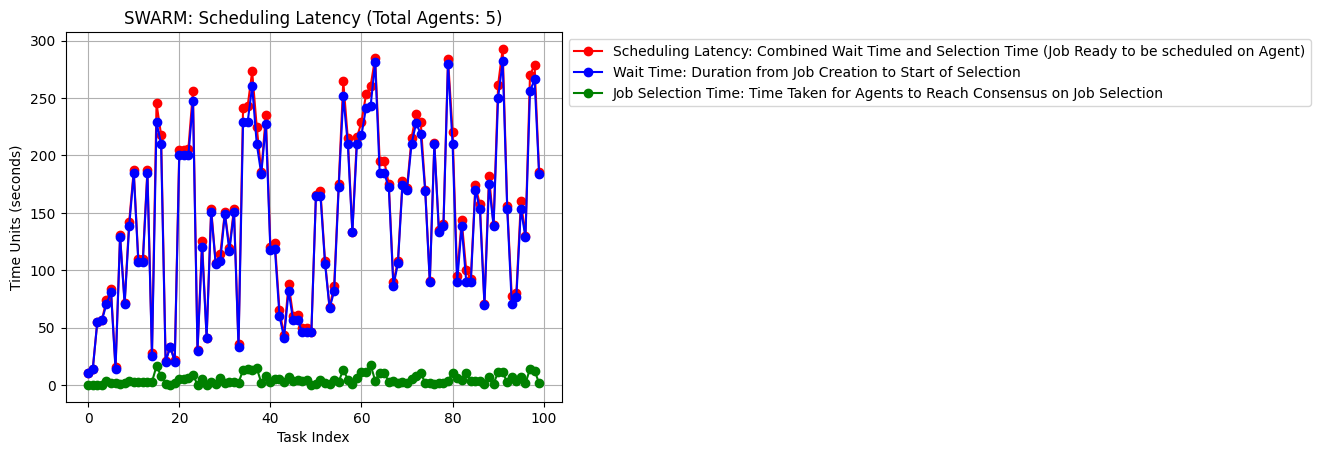 SWARM: Scheduling Latency (Total Agents: 5)
300
250
200
150
100
50
0
Time Units (seconds)
0 20 40 60 80 100
Task Index
Scheduling Latency: Combined Wait Time and Selection Time (Job Ready to be scheduled on Agent)
Wait Time: Duration from Job Creation to Start of Selection
Job Selection Time: Time Taken for Agents to Reach Consensus on Job Selection